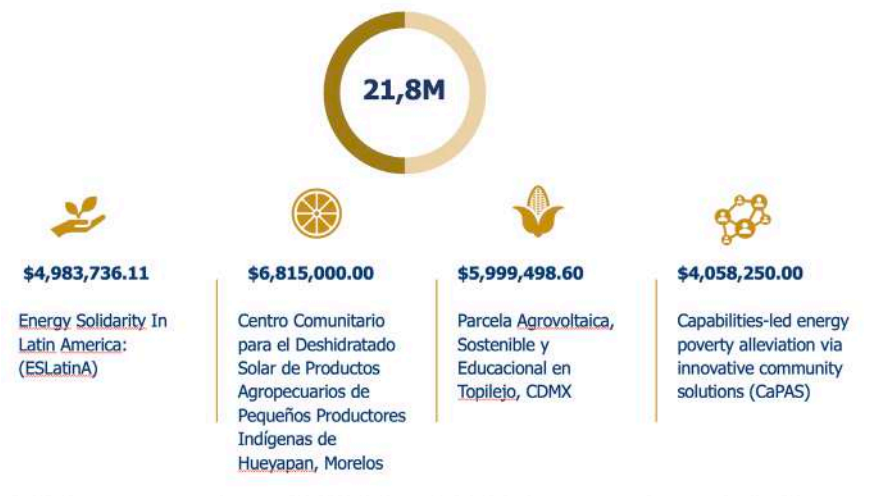 21,8M
$4,983,736.11
Energy Solidarity In
Latin America:
(ESLatinA)
$6,815,000.00
Centro Comunitario
para el Deshidratado
Solar de Productos
Agropecuarios de
Pequeños Productores
Indígenas de
Hueyapan, Morelos
$5,999,498.60
Parcela Agrovoltaica,
Sostenible y
Educacional en
Topilejo, CDMX
$4,058,250.00
Capabilities-led energy
poverty alleviation via
innovative community
solutions (CaPAS)